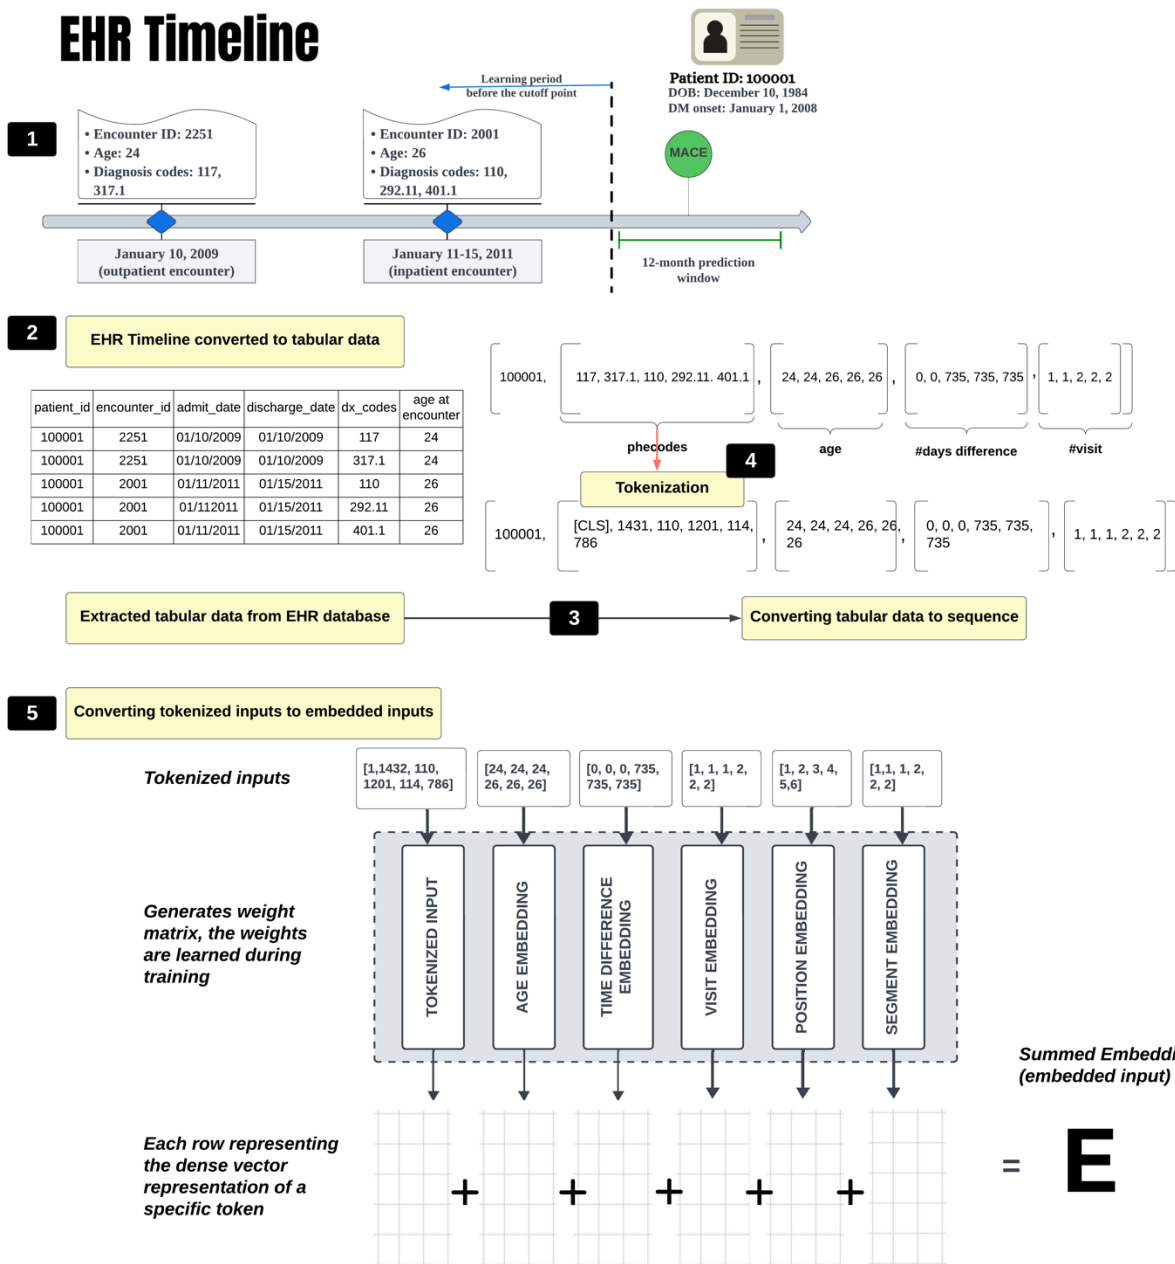 EHR Timeline
Learning period
before the cutoff point
Patient ID: 100001
DOB: December 10, 1984
DM onset: January 1, 2008
1
• Encounter ID: 2251
• Age: 24
• Diagnosis codes: 117,
317.1
• Encounter ID: 2001
• Age: 26
• Diagnosis codes: 110,
292.11, 401.1
MACE
January 10, 2009
(outpatient encounter)
January 11-15, 2011
(inpatient encounter)
12-month prediction
window
2
EHR Timeline converted to tabular data
patient_id encounter_id admit_date discharge_date dx_codes age at encounter
100001 2251 01/10/2009 01/10/2009 117 24
100001 2251 01/10/2009 01/10/2009 317.1 24
100001 2001 01/11/2011 01/15/2011 110 26
100001 2001 01/112011 01/15/2011 292.11 26
100001 2001 01/11/2011 01/15/2011 401.1 26
100001, 117, 317.1, 110, 292.11. 401.1 , 24, 24, 26, 26, 26 , 0, 0, 735, 735, 735 , 1, 1, 2, 2, 2
phecodes
age
#days difference
#visit
4
Tokenization
100001,
[CLS], 1431, 110, 1201, 114,
786
,
24, 24, 24, 26, 26,
26
,
0, 0, 0, 735, 735,
735
,
1, 1, 1, 2, 2, 2
Extracted tabular data from EHR database
3
Converting tabular data to sequence
5
Converting tokenized inputs to embedded inputs
Tokenized inputs
[1,1432, 110,
1201, 114, 786]
[24, 24, 24,
26, 26, 26]
[0, 0, 0, 735,
735, 735]
[1, 1, 1, 2,
2, 2]
[1, 2, 3, 4,
5,6]
[1,1, 1, 2,
2, 2]
Generates weight
matrix, the weights
are learned during
training
TOKENIZED INPUT
AGE EMBEDDING
TIME DIFFERENCE
EMBEDDING
VISIT EMBEDDING
POSITION EMBEDDING
SEGMENT EMBEDDING
Summed Embeddi
(embedded input)
Each row representing
the dense vector
representation of a
specific token
+ + + + + = E